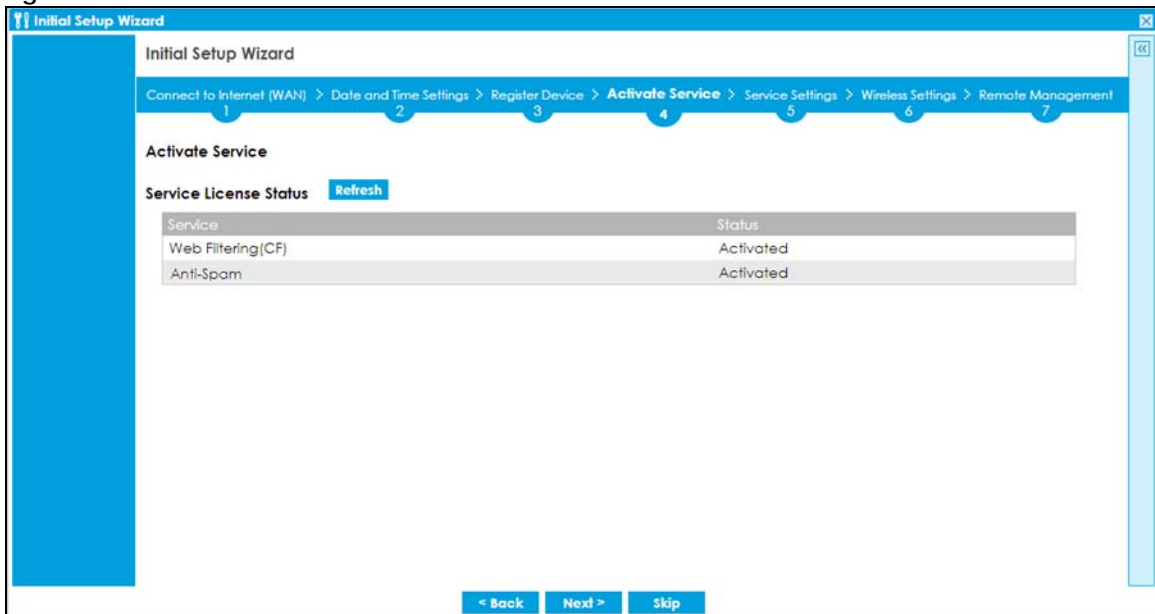 Initial Setup Wizard
Initial Setup Wizard
Connect to Internet (WAN) > Date and Time Settings > Register Device > Activate Service > Service Settings > Wireless Settings > Remote Management
1 2 3 4 5 6 7
Activate Service
Service License Status Refresh
Service Status
Web Filtering(CF) Activated
Anti-Spam Activated
< Back Next > Skip